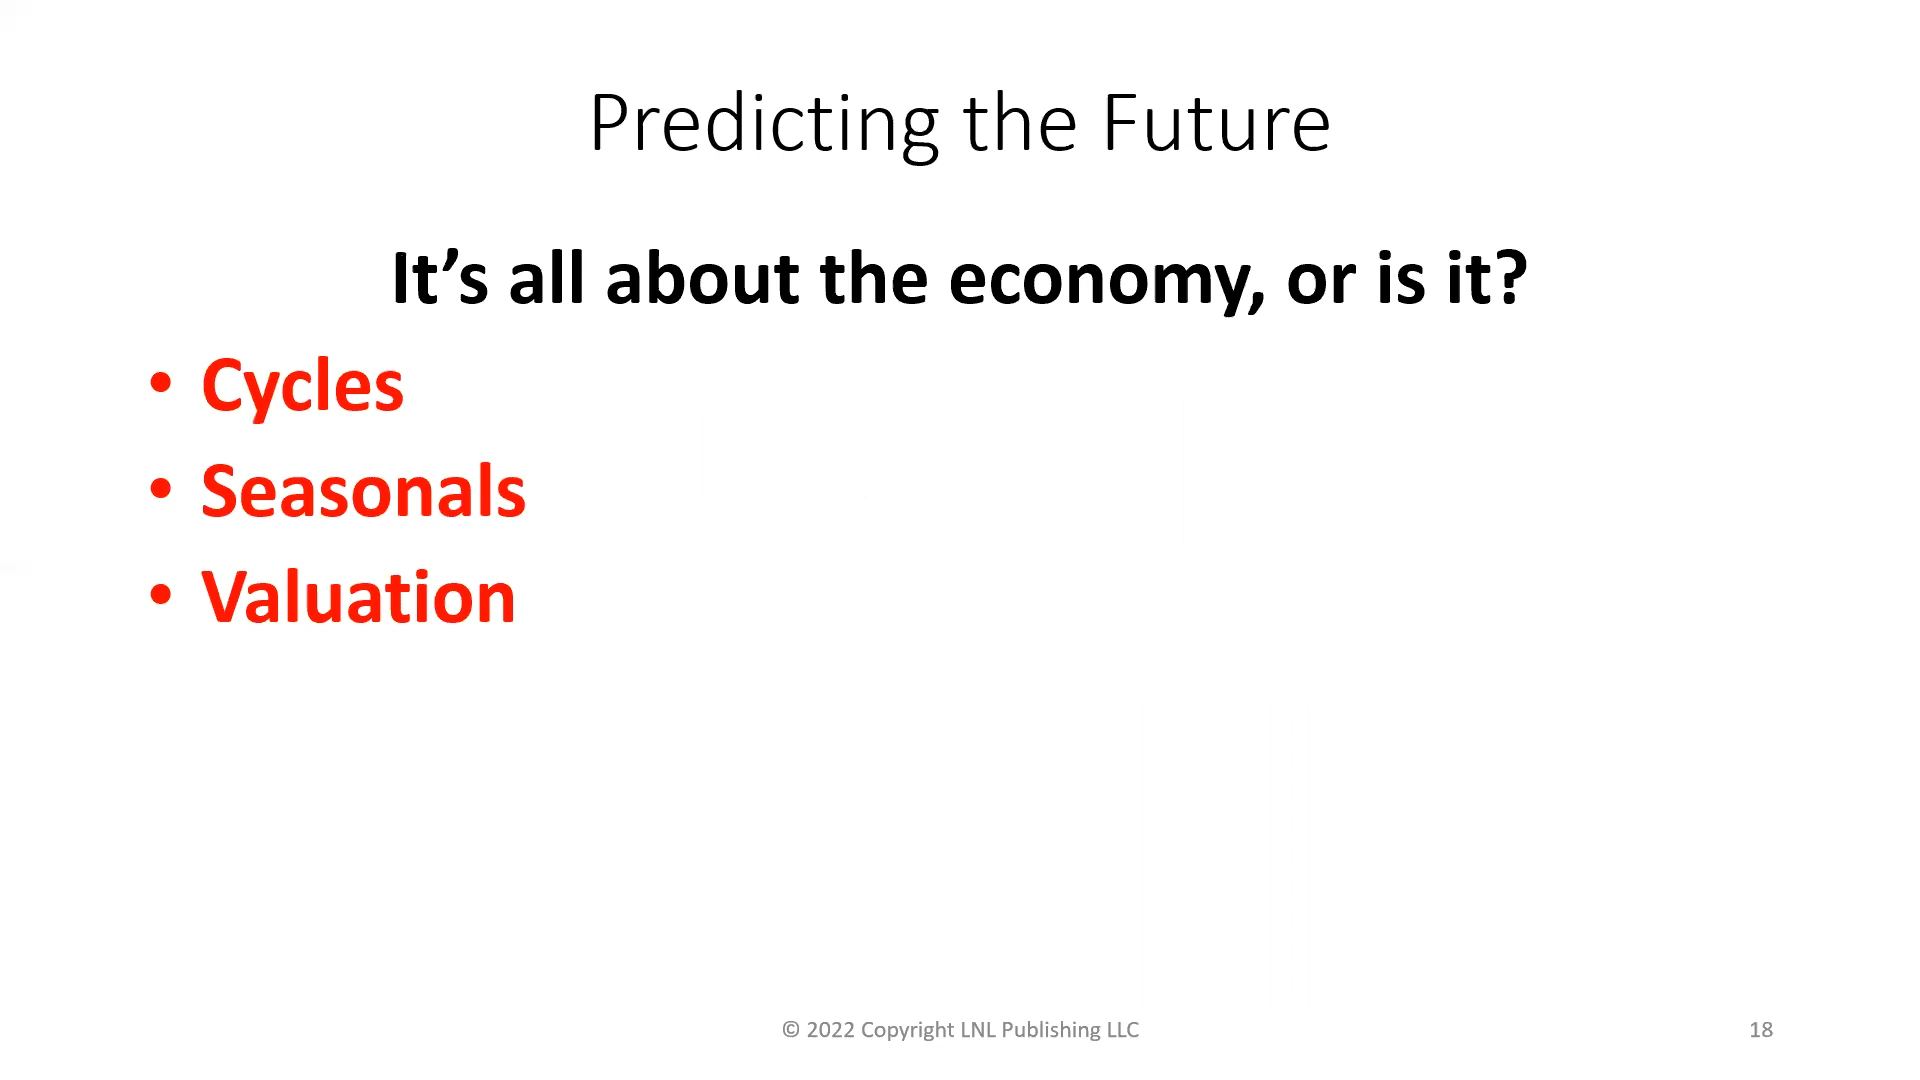 Predicting the Future
It’s all about the economy, or is it?
• Cycles
• Seasonals
• Valuation
© 2022 Copyright LNL Publishing LLC
18